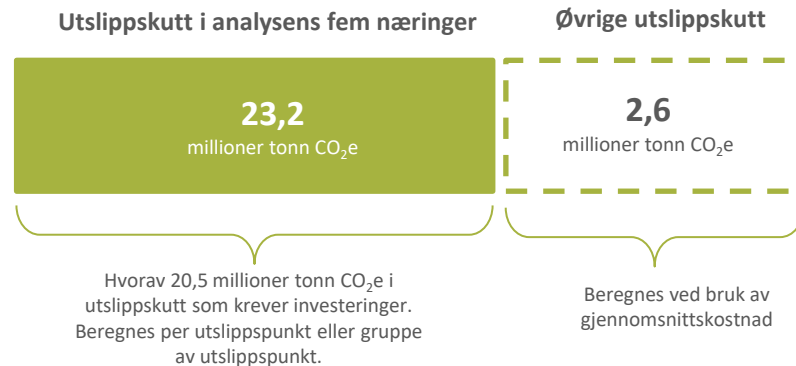 Utslippskutt i analysens fem næringer
Øvrige utslippskutt
23,2
millioner tonn CO₂e
2,6
millioner tonn CO₂e
Hvorav 20,5 millioner tonn CO₂e i
utslippskutt som krever investeringer.
Beregnes per utslippspunkt eller gruppe
av utslippspunkt.
Beregnes ved bruk av
gjennomsnittskostnad